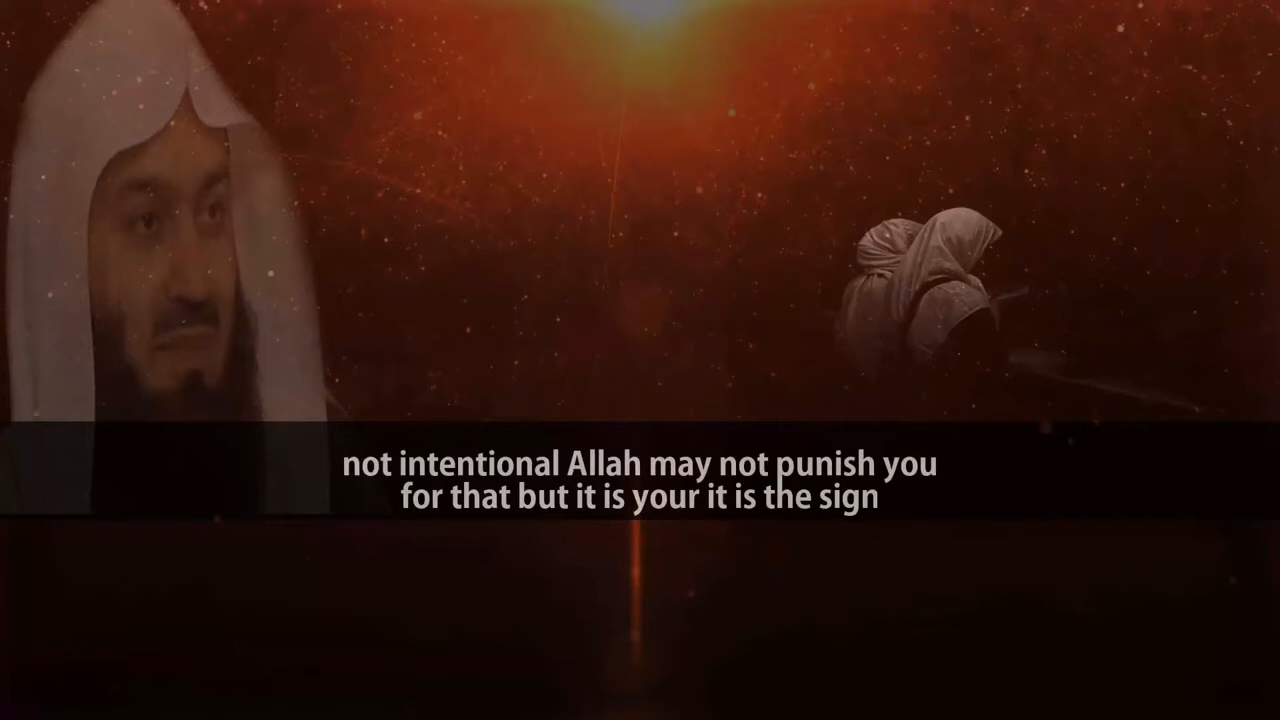 not intentional Allah may not punish you
for that but it is your it is the sign